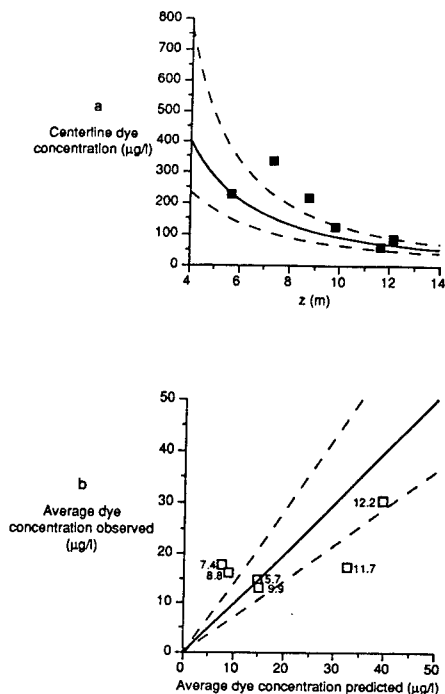 800
700
600
a
500
Centerline dye
concentration (µg/l)
400
300
200
100
0
4 6 8 10 12 14
z (m)
50
40
b
30
Average dye
concentration observed
(µg/l)
20
10
0
7.4
8.8
5.7
9.9
12.2
11.7
0 10 20 30 40 50
Average dye concentration predicted (µg/l)